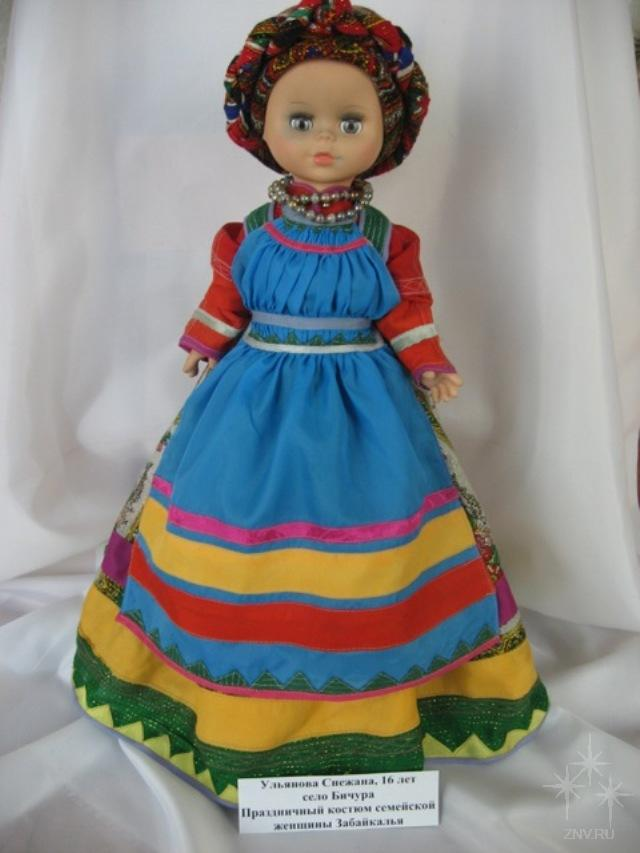 Ульянова Снежана, 16 лет
село Бичура
Праздничный костюм семейской
женщины Забайкалья
ZNV.RU